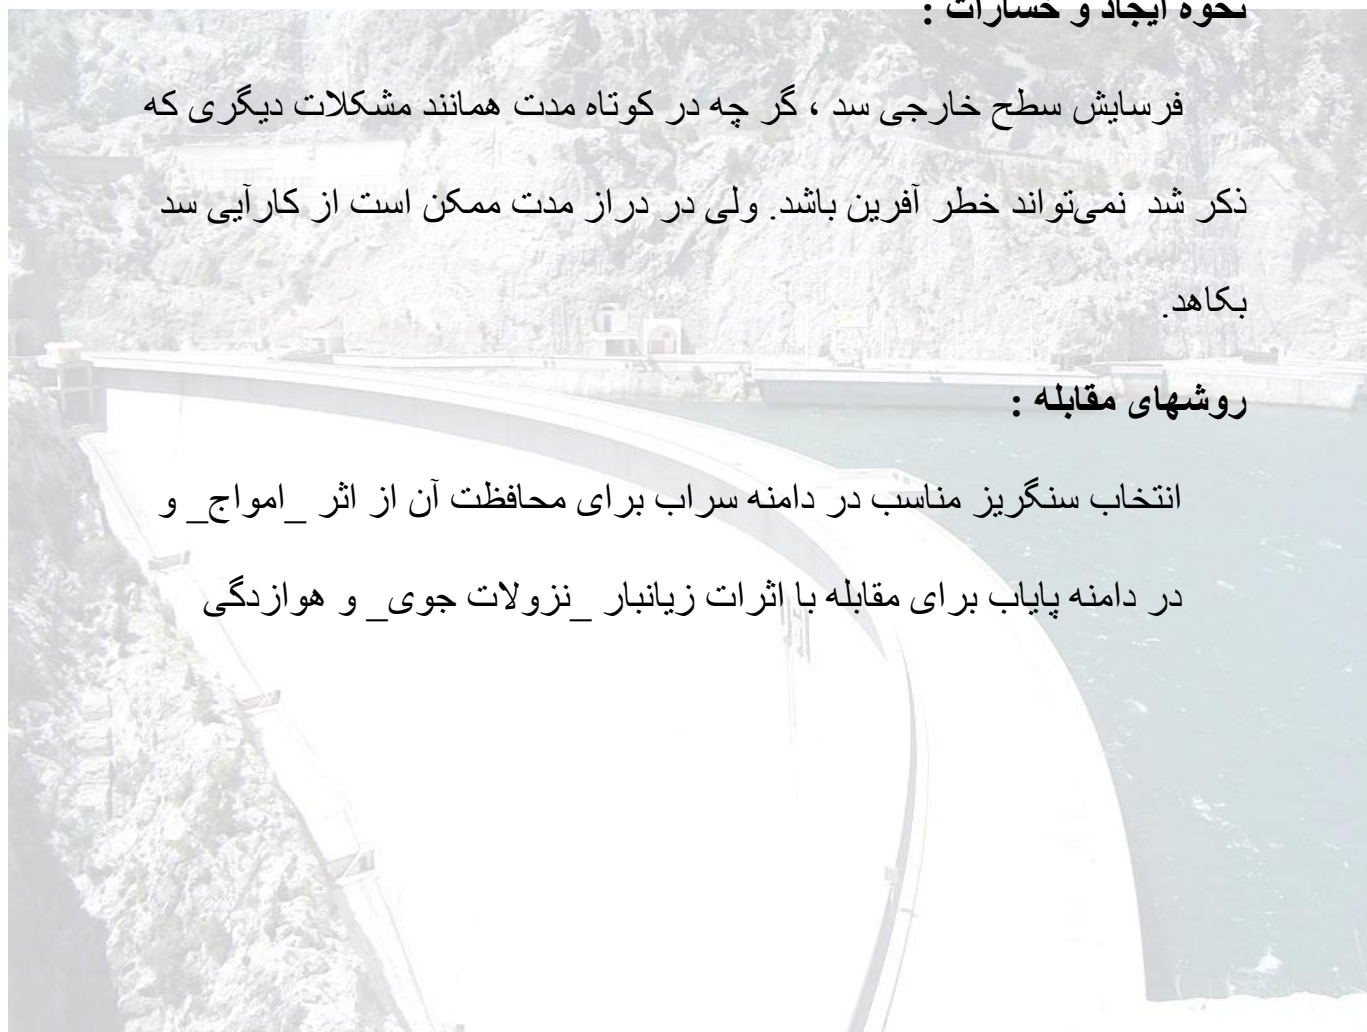 نحوه ایجاد و خسارات :
فرسایش سطح خارجی سد ، گر چه در کوتاه مدت همانند مشکلات دیگری که
ذکر شد نمی‌تواند خطر آفرین باشد. ولی در دراز مدت ممکن است از کارآیی سد
بکاهد.
روشهای مقابله :
انتخاب سنگریز مناسب در دامنه سراب برای محافظت آن از اثر _امواج_ و
در دامنه پایاب برای مقابله با اثرات زیانبار _نزولات جوی_ و هوازدگی